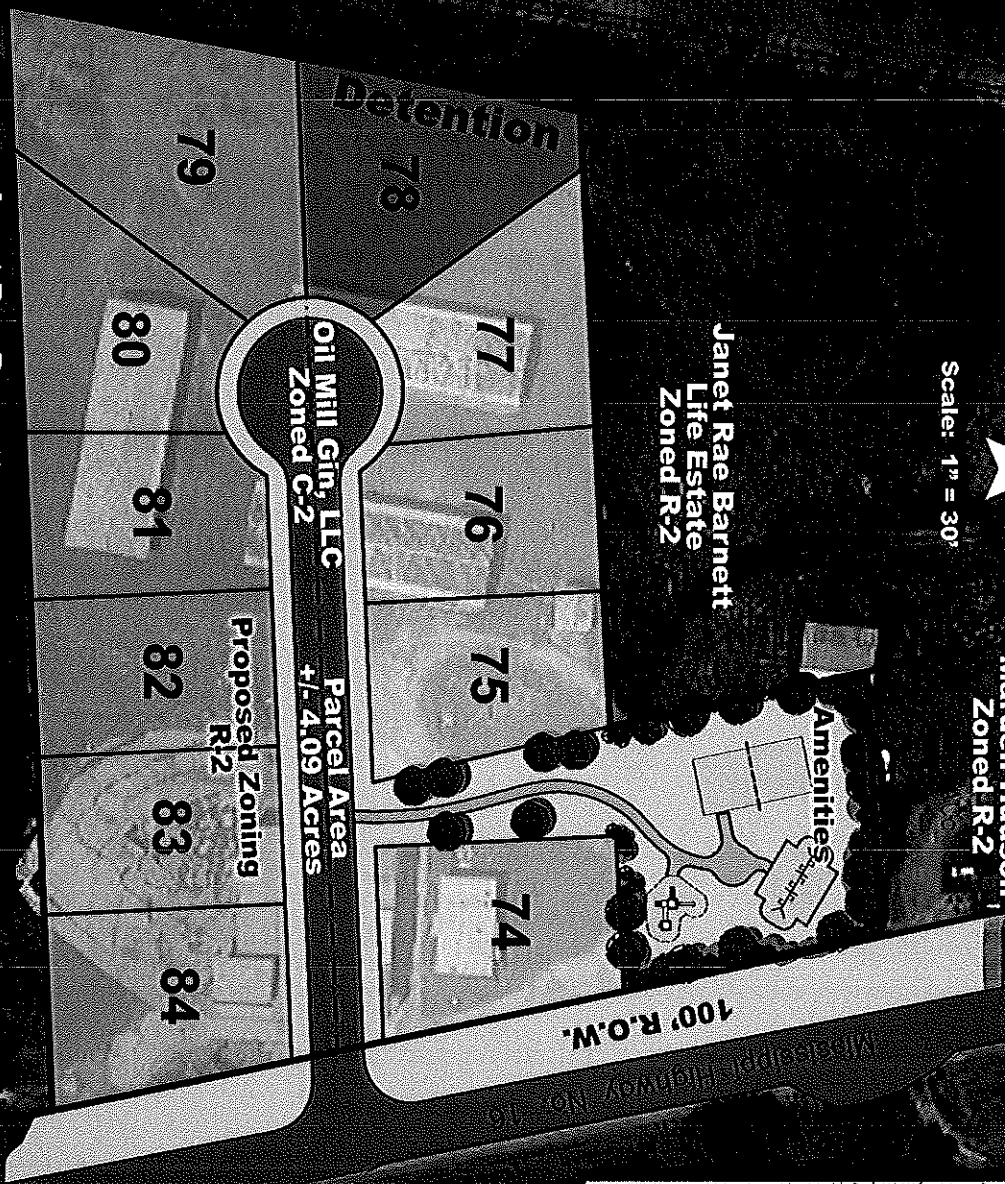 Scale: 1" = 30'
Zoned R-2
Janet Rae Barnett
Life Estate
Zoned R-2
Amenities
Detention
78
77
76
75
74
Oil Mill Gin, LLC
Zoned C-2
Parcel Area
+/- 4.09 Acres
Proposed Zoning
R-2
79
80
81
82
83
84
100' R.O.W.
Mississippi Highway No. 16